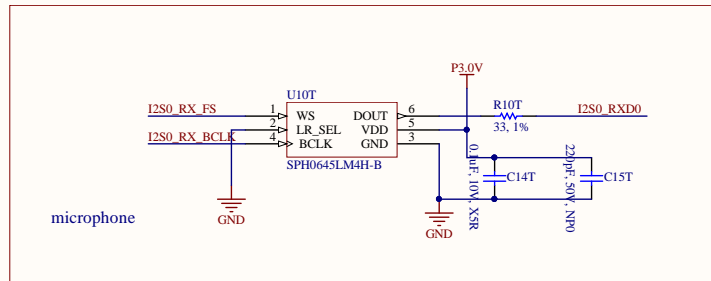 P3.0V
U10T
R10T
I2S0_RX_FS
1
WS
DOUT
6
I2S0_RXD0
2
LR_SEL
VDD
5
33, 1%
I2S0_RX_BCLK
4
BCLK
GND
3
SPH0645LM4H-B
0.1uF, 10V, X5R
C14T
220pF, 50V, NP0
C15T
microphone
GND
GND